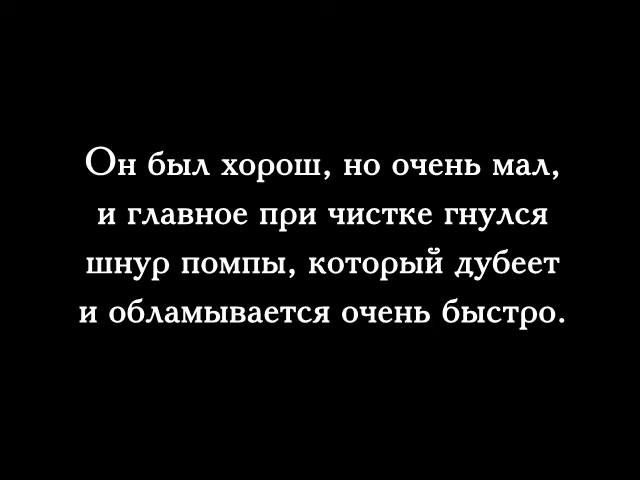 Он был хорош, но очень мал,
и главное при чистке гнулся
шнур помпы, который дубеет
и обламывается очень быстро.